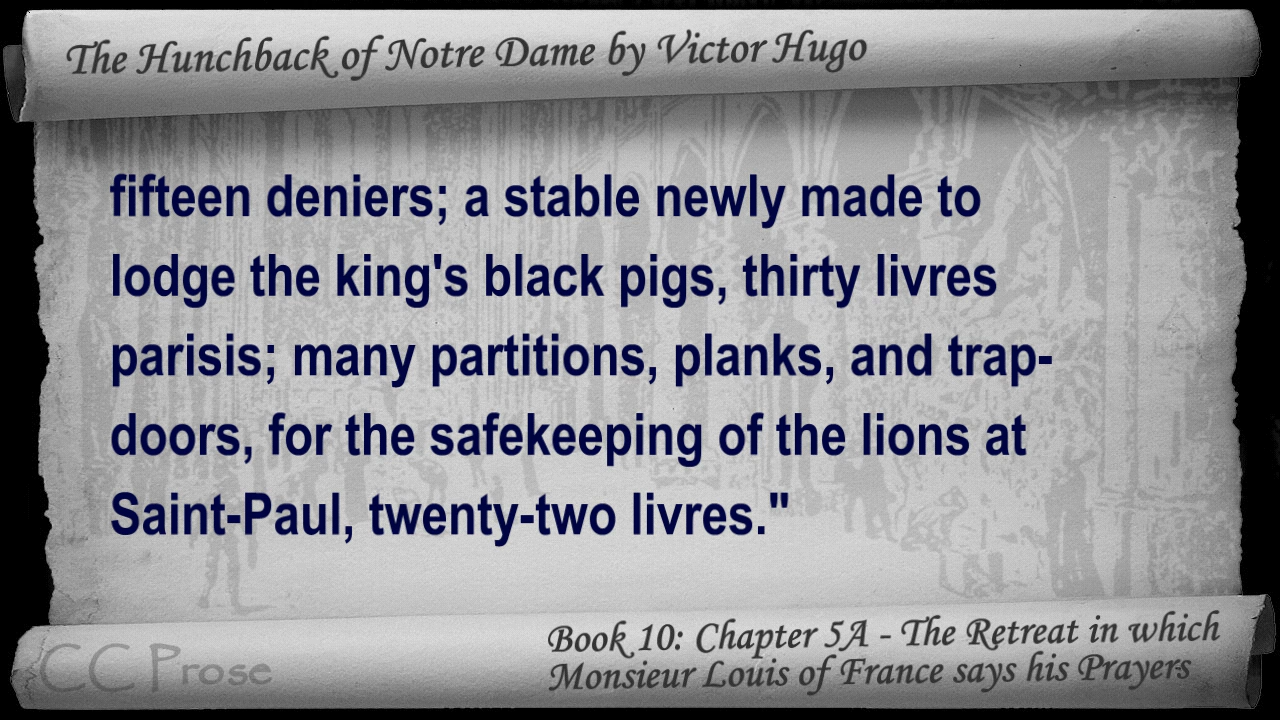 The Hunchback of Notre Dame by Victor Hugo
fifteen deniers; a stable newly made to
lodge the king's black pigs, thirty livres
parisis; many partitions, planks, and trap-
doors, for the safekeeping of the lions at
Saint-Paul, twenty-two livres."
Book 10: Chapter 5A - The Retreat in which
Monsieur Louis of France says his Prayers
CC Prose